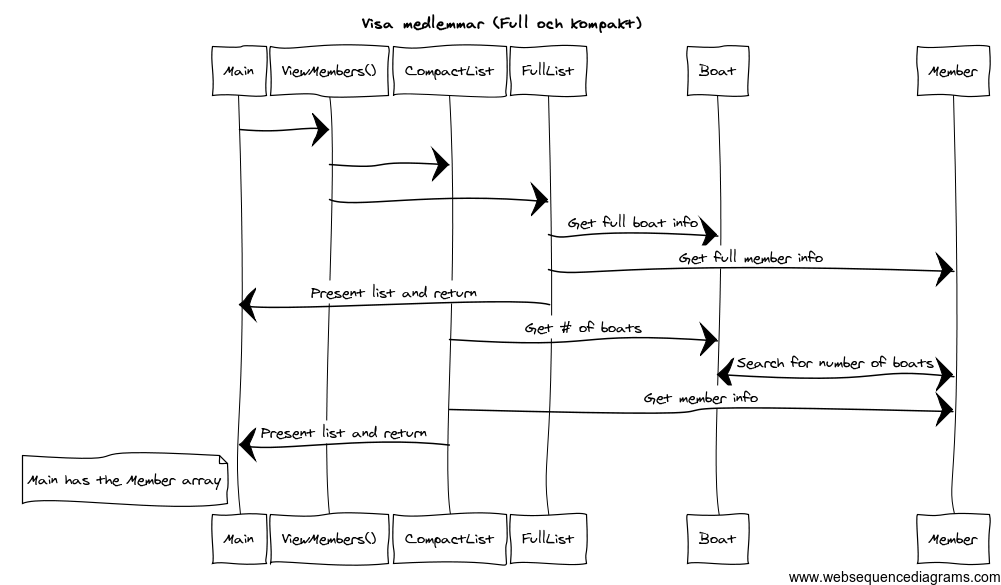 Visa medlemmar (Full och kompakt)
Main ViewMembers() CompactList FullList Boat Member
Get full boat info
Get full member info
Present list and return
Get # of boats
Search for number of boats
Get member info
Present list and return
Main has the Member array
Main ViewMembers() CompactList FullList Boat Member
www.websequencediagrams.com